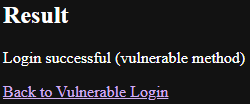 Result
Login successful (vulnerable method)
Back to Vulnerable Login